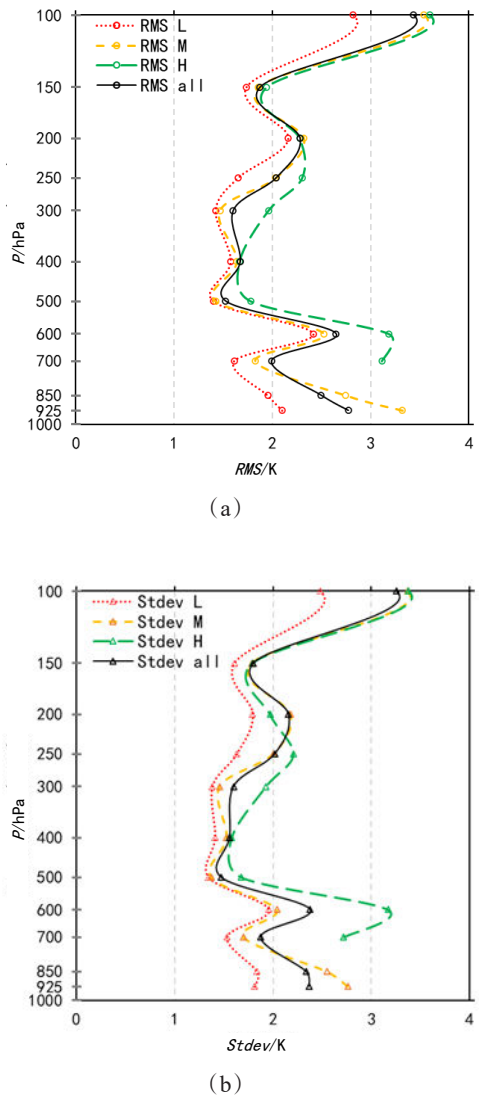 RMS L
RMS M
RMS H
RMS all
100
150
200
250
300
400
500
600
700
850
925
1000
P/hPa
0 1 2 3 4
RMS/K
(a)
Stdev L
Stdev M
Stdev H
Stdev all
100
150
200
250
300
400
500
600
700
850
925
1000
P/hPa
0 1 2 3 4
Stdev/K
(b)